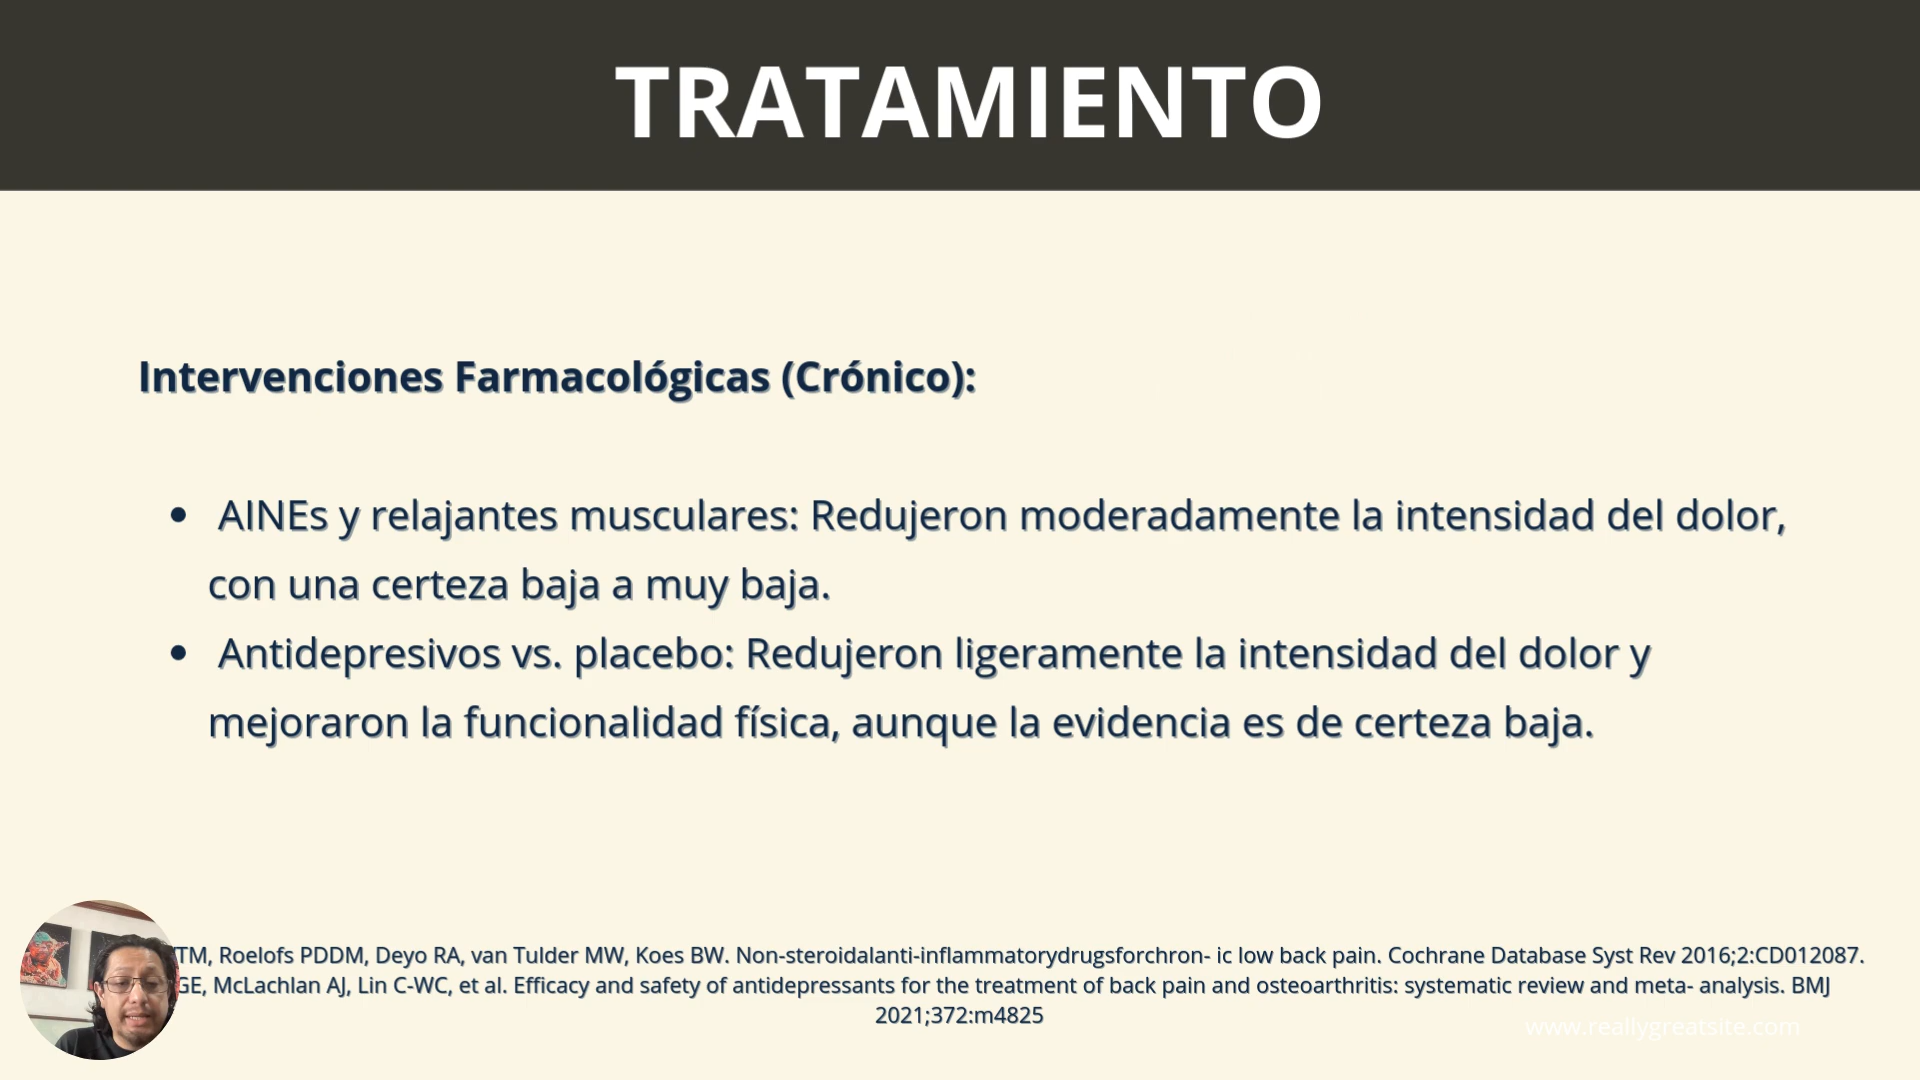 TRATAMIENTO
Intervenciones Farmacológicas (Crónico):
• AINEs y relajantes musculares: Redujeron moderadamente la intensidad del dolor,
con una certeza baja a muy baja.
• Antidepresivos vs. placebo: Redujeron ligeramente la intensidad del dolor y
mejoraron la funcionalidad física, aunque la evidencia es de certeza baja.
TM, Roelofs PDDM, Deyo RA, van Tulder MW, Koes BW. Non-steroidalanti-inflammatorydrugsforchron- ic low back pain. Cochrane Database Syst Rev 2016;2:CD012087.
GE, McLachlan AJ, Lin C-WC, et al. Efficacy and safety of antidepressants for the treatment of back pain and osteoarthritis: systematic review and meta- analysis. BMJ
2021;372:m4825
www.reallygreatsite.com